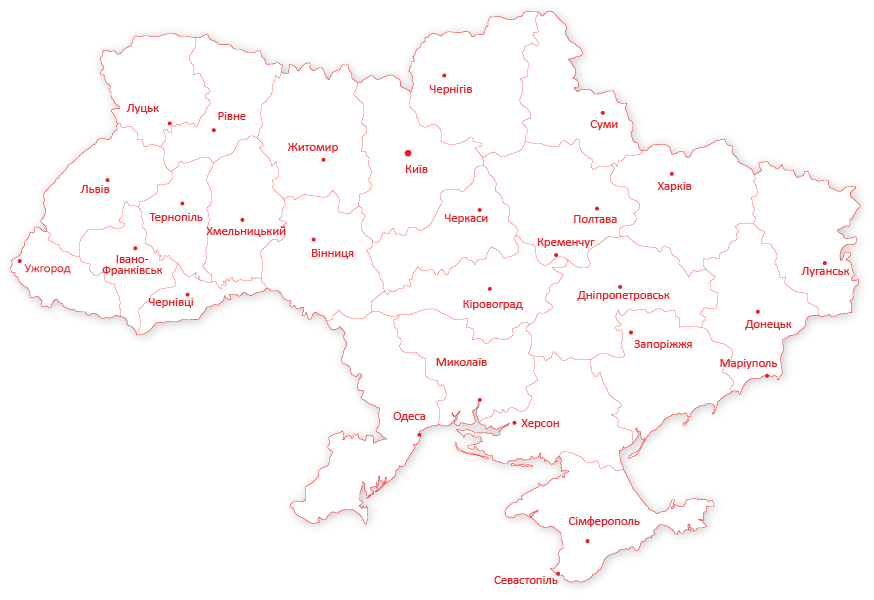 Чернігів
Луцьк
Рівне
Суми
Житомир
Київ
Харків
Львів
Тернопіль
Черкаси
Полтава
Хмельницький
Кременчуг
Вінниця
Івано-
Франківськ
Ужгород
Луганськ
Чернівці
Дніпропетровськ
Кіровоград
Донецьк
Запоріжжя
Миколаїв
Маріуполь
Одеса
Херсон
Сімферополь
Севастопіль